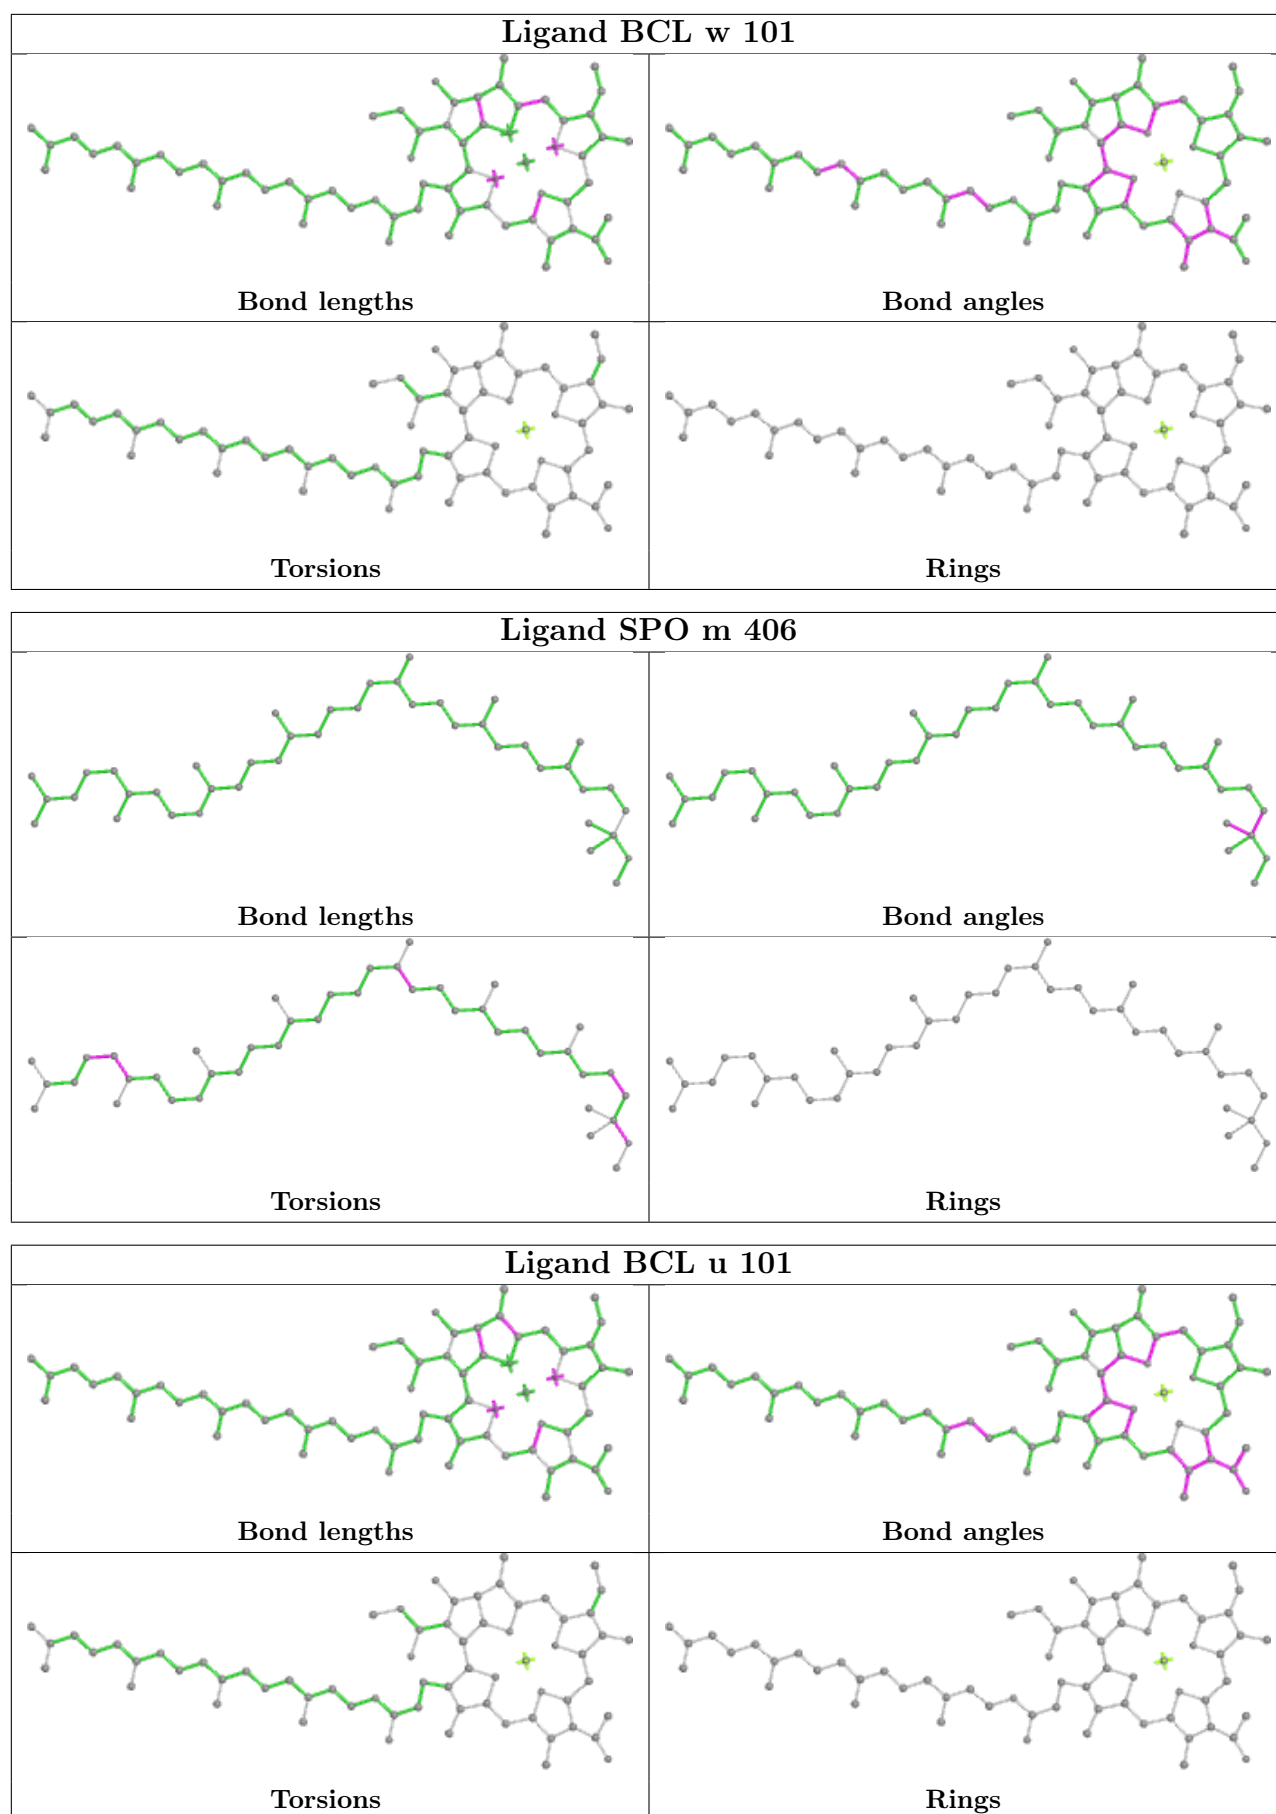 Ligand BCL w 101
Bond lengths
Bond angles
Torsions
Rings
Ligand SPO m 406
Bond lengths
Bond angles
Torsions
Rings
Ligand BCL u 101
Bond lengths
Bond angles
Torsions
Rings